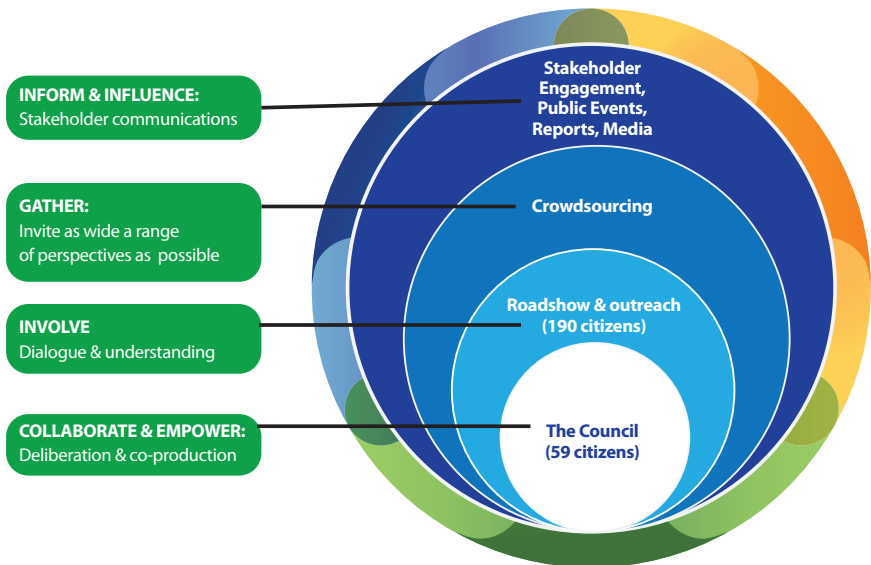 INFORM & INFLUENCE:
Stakeholder communications
GATHER:
Invite as wide a range
of perspectives as possible
INVOLVE
Dialogue & understanding
COLLABORATE & EMPOWER:
Deliberation & co-production
Stakeholder
Engagement,
Public Events,
Reports, Media
Crowdsourcing
Roadshow & outreach
(190 citizens)
The Council
(59 citizens)